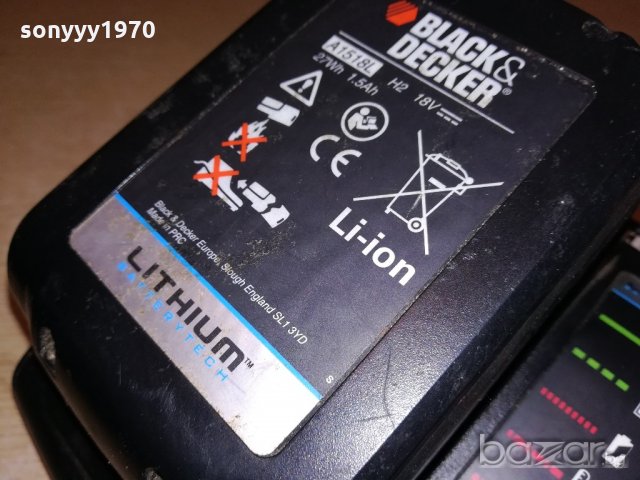 sonyyy1970
BLACK&
DECKER®
A1518L
H2
18V
27Wh 1.5Ah
CE
Li-ion
Black & Decker Europe, Slough England SL1 3YD
Made in PRC
LITHIUM™
BATTERYTECH
s
bazar